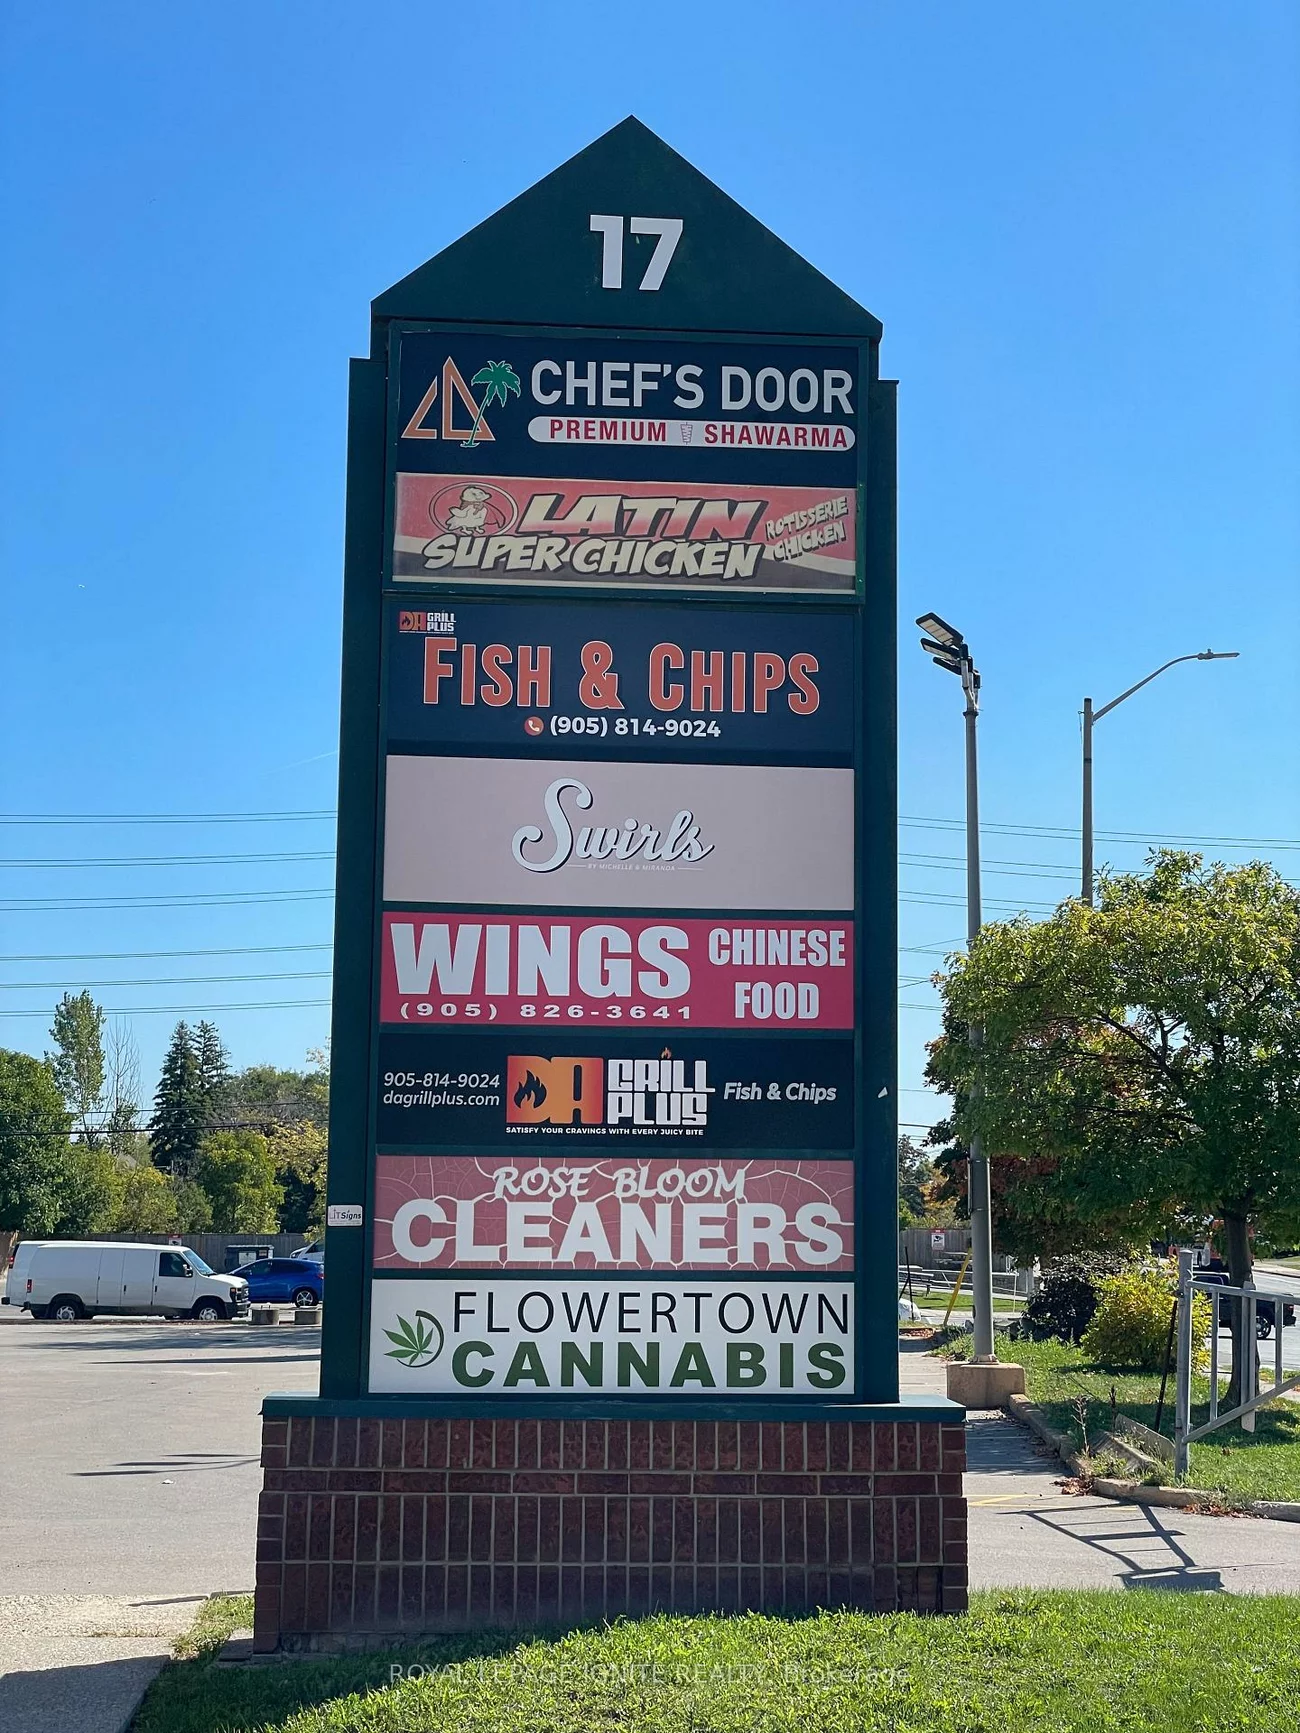 17
CHEF'S DOOR
PREMIUM SHAWARMA
LATIN
SUPER CHICKEN
ROTISSERIE
CHICKEN
DA GRILL
PLUS
FISH & CHIPS
(905) 814-9024
Swirls
BY MICHELLE & MIRANDA
WINGS
(905) 826-3641
CHINESE
FOOD
905-814-9024
dagrillplus.com
DA GRILL
PLUS
SATISFY YOUR CRAVINGS WITH EVERY JUICY BITE
Fish & Chips
ROSE BLOOM
CLEANERS
LiTSigns
FLOWERTOWN
CANNABIS
ROYAL LEPAGE IGNITE REALTY, Brokerage